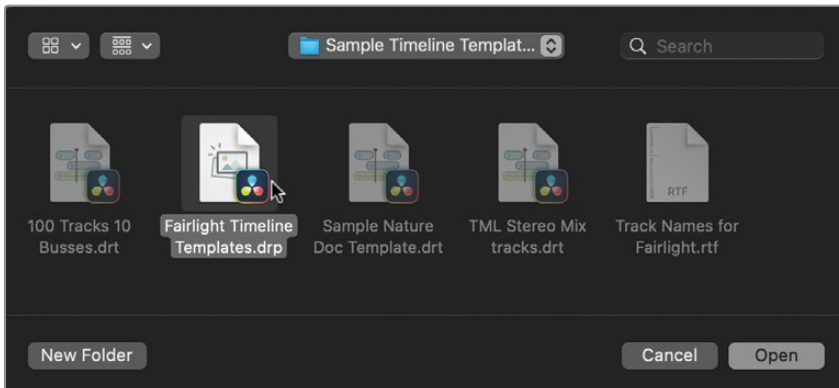 Sample Timeline Templat...
Search
100 Tracks 10
Busses.drt
Fairlight Timeline
Templates.drp
Sample Nature
Doc Template.drt
TML Stereo Mix
tracks.drt
RTF
Track Names for
Fairlight.rtf
New Folder
Cancel
Open